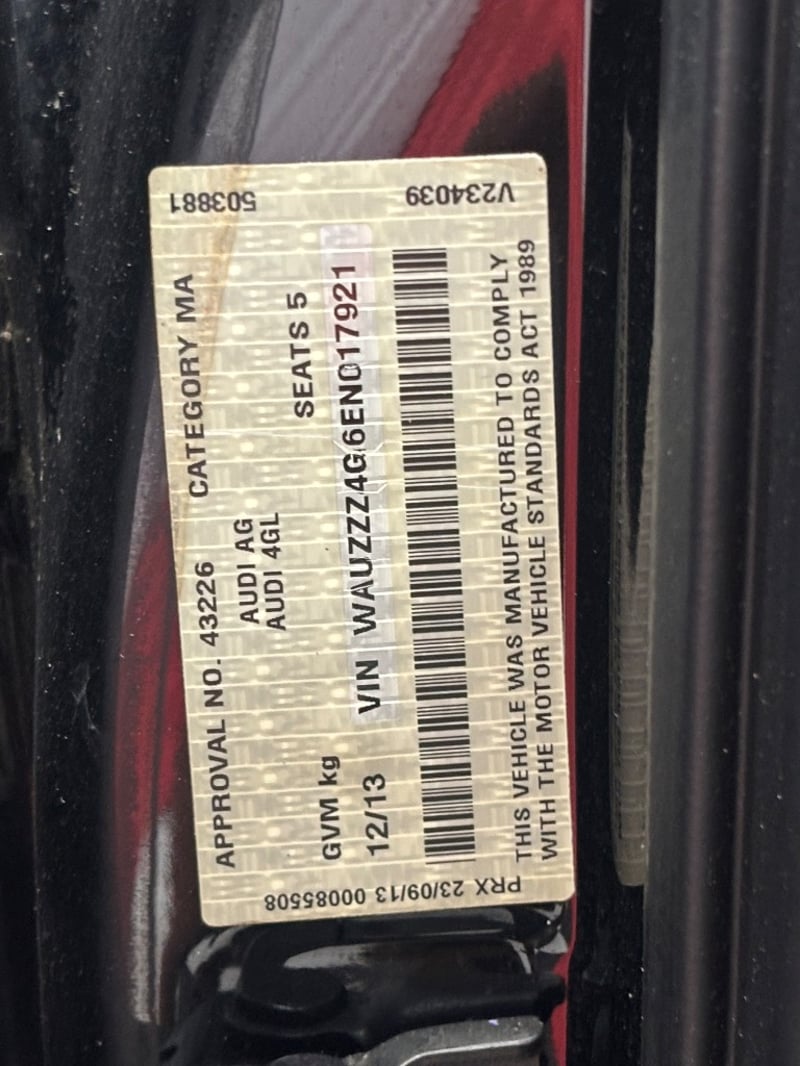 APPROVAL NO. 43226 CATEGORY MA
AUDI AG
AUDI 4GL
GVM kg SEATS 5
12/13 VIN WAUZZZ4G6EN017921
THIS VEHICLE WAS MANUFACTURED TO COMPLY
WITH THE MOTOR VEHICLE STANDARDS ACT 1989
503881
V234039
PRX 23/09/13 00085508